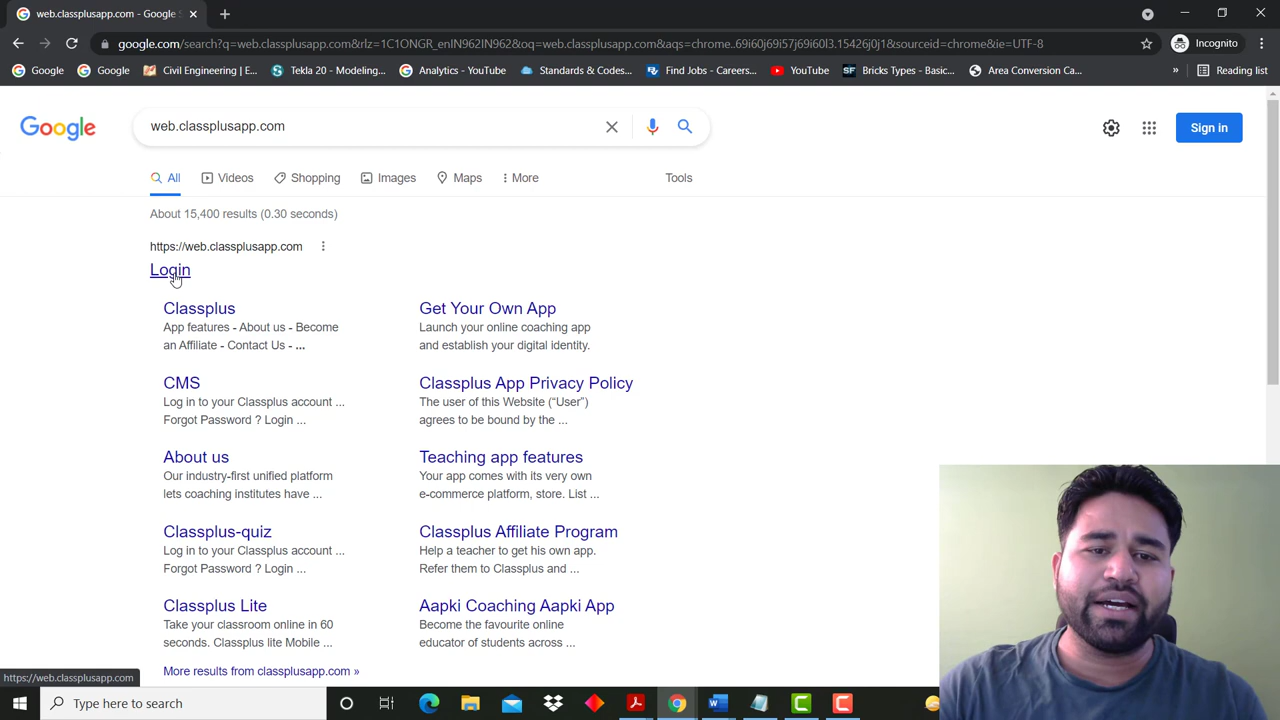 web.classplusapp.com - Google S
google.com/search?q=web.classplusapp.com&rlz=1C1ONGR_enIN962IN962&oq=web.classplusapp.com&aqs=chrome..69i60j69i57j69i60l3.15426j0j1&sourceid=chrome&ie=UTF-8
Incognito
Google
Google
Civil Engineering | E...
Tekla 20 - Modeling...
Analytics - YouTube
Standards & Codes...
Find Jobs - Careers...
YouTube
Bricks Types - Basic...
Area Conversion Ca...
»
Reading list
Google
web.classplusapp.com
Sign in
All
Videos
Shopping
Images
Maps
More
Tools
About 15,400 results (0.30 seconds)
https://web.classplusapp.com
Login
Classplus
App features - About us - Become
an Affiliate - Contact Us - ...
Get Your Own App
Launch your online coaching app
and establish your digital identity.
CMS
Log in to your Classplus account ...
Forgot Password ? Login ...
Classplus App Privacy Policy
The user of this Website (“User”)
agrees to be bound by the ...
About us
Our industry-first unified platform
lets coaching institutes have ...
Teaching app features
Your app comes with its very own
e-commerce platform, store. List ...
Classplus-quiz
Log in to your Classplus account ...
Forgot Password ? Login ...
Classplus Affiliate Program
Help a teacher to get his own app.
Refer them to Classplus and ...
Classplus Lite
Take your classroom online in 60
seconds. Classplus lite Mobile ...
Aapki Coaching Aapki App
Become the favourite online
educator of students across ...
More results from classplusapp.com »
https://web.classplusapp.com
Type here to search